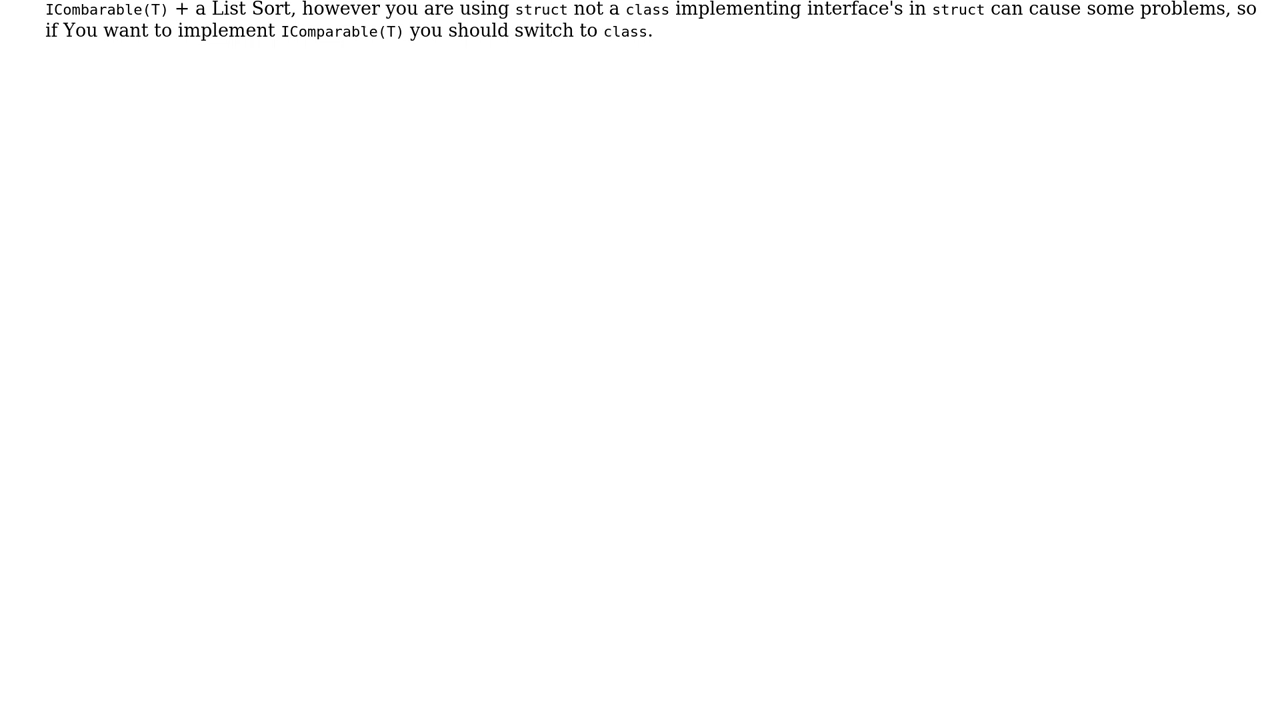 ICombarable(T) + a List Sort, however you are using struct not a class implementing interface's in struct can cause some problems, so
if You want to implement IComparable(T) you should switch to class.